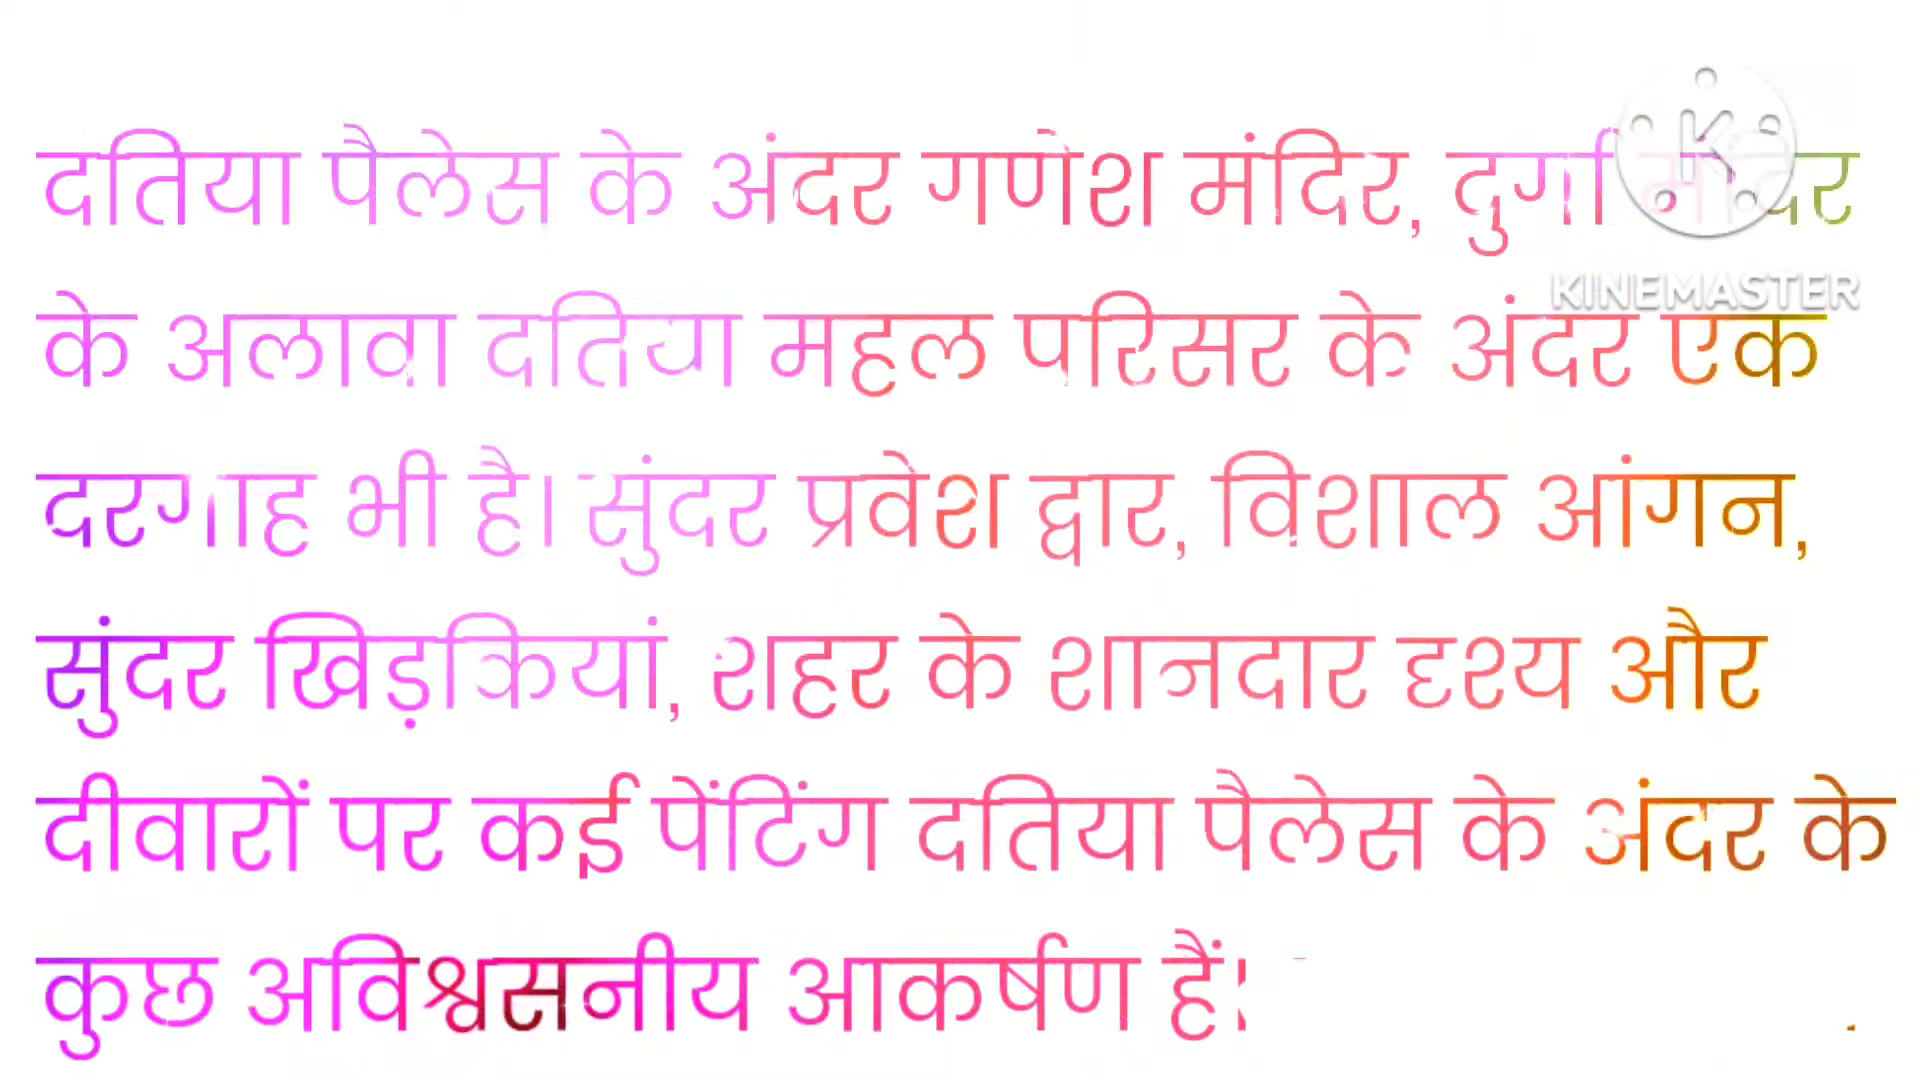 दतिया पैलेस के अंदर गणेश मंदिर, दुर्गा मंदिर
के अलावा दतिया महल परिसर के अंदर एक
दरगाह भी है। सुंदर प्रवेश द्वार, विशाल आंगन,
सुंदर खिड़कियां, शहर के शानदार दृश्य और
दीवारों पर कई पेंटिंग दतिया पैलेस के अंदर के
कुछ अविश्वसनीय आकर्षण हैं।
K
KINEMASTER